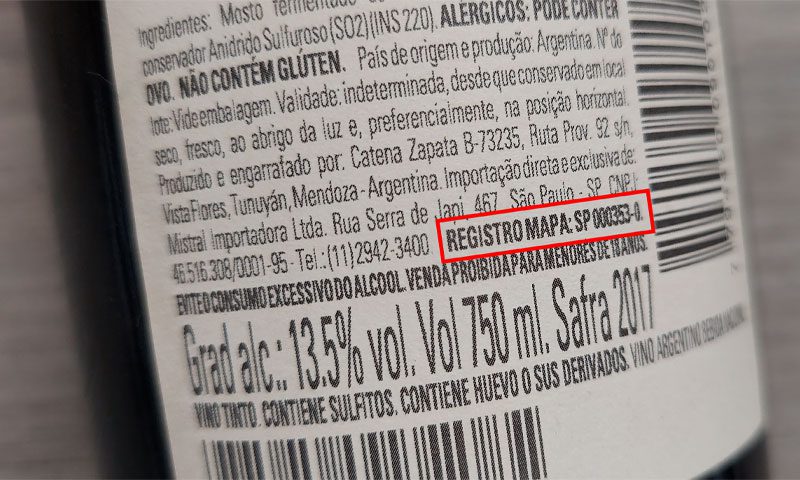 Ingredientes: Mosto fermentado
conservador Anidrido Sulfuroso (SO2) (INS 220). ALÉRGICOS: PODE CONTER
OVO. NÃO CONTÉM GLÚTEN. País de origem e produção: Argentina. Nº do
lote: Vide embalagem. Validade: indeterminada, desde que conservado em local
seco, fresco, ao abrigo da luz e, preferencialmente, na posição horizontal.
Produzido e engarrafado por: Catena Zapata B-73235, Ruta Prov. 92 s/n,
Vista Flores, Tunuyán, Mendoza - Argentina. Importação direta e exclusiva de:
Mistral Importadora Ltda. Rua Serra de Japi, 467, São Paulo - SP, CNPJ:
46.516.308/0001-95 - Tel.: (11) 2942-3400 REGISTRO MAPA: SP 000353-0.
EVITE O CONSUMO EXCESSIVO DO ALCOOL. VENDA PROIBIDA PARA MENORES DE 18 ANOS.
Grad alc.: 13.5% vol. Vol 750 ml. Safra 2017
VINO TINTO. CONTIENE SULFITOS. CONTIENE HUEVO O SUS DERIVADOS. VINO ARGENTINO BEBIDA NACIONAL